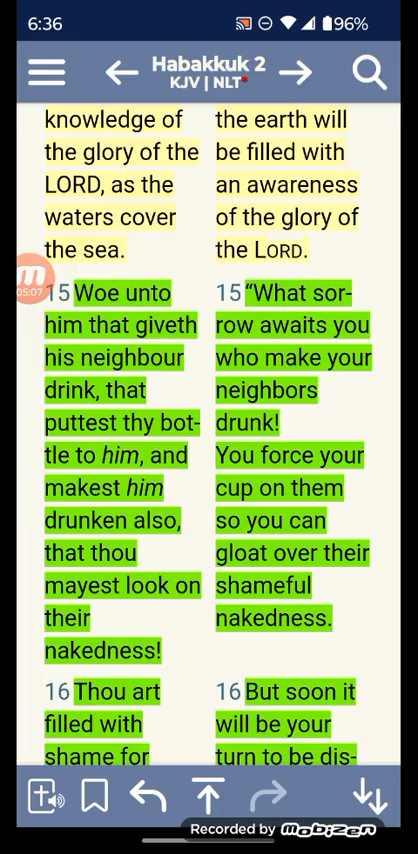 6:36
96%
Habakkuk 2
KJV | NLT*
knowledge of
the glory of the
LORD, as the
waters cover
the sea.
15 Woe unto
him that giveth
his neighbour
drink, that
puttest thy bot-
tle to him, and
makest him
drunken also,
that thou
mayest look on
their
nakedness!
16 Thou art
filled with
shame for
the earth will
be filled with
an awareness
of the glory of
the LORD.
15 “What sor-
row awaits you
who make your
neighbors
drunk!
You force your
cup on them
so you can
gloat over their
shameful
nakedness.
16 But soon it
will be your
turn to be dis-
m
05:07
Recorded by mobizen